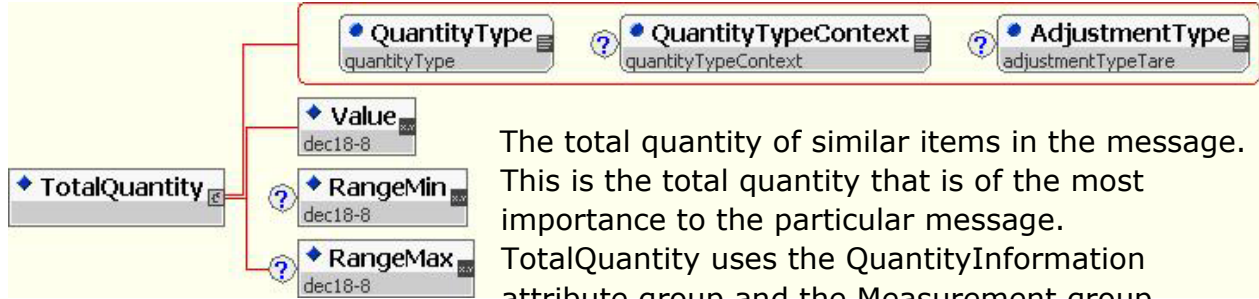 QuantityType
quantityType
? QuantityTypeContext
quantityTypeContext
? AdjustmentType
adjustmentTypeTare
Value
dec18-8
TotalQuantity
? RangeMin
dec18-8
? RangeMax
dec18-8
The total quantity of similar items in the message.
This is the total quantity that is of the most
importance to the particular message.
TotalQuantity uses the QuantityInformation
attribute group and the Measurement group